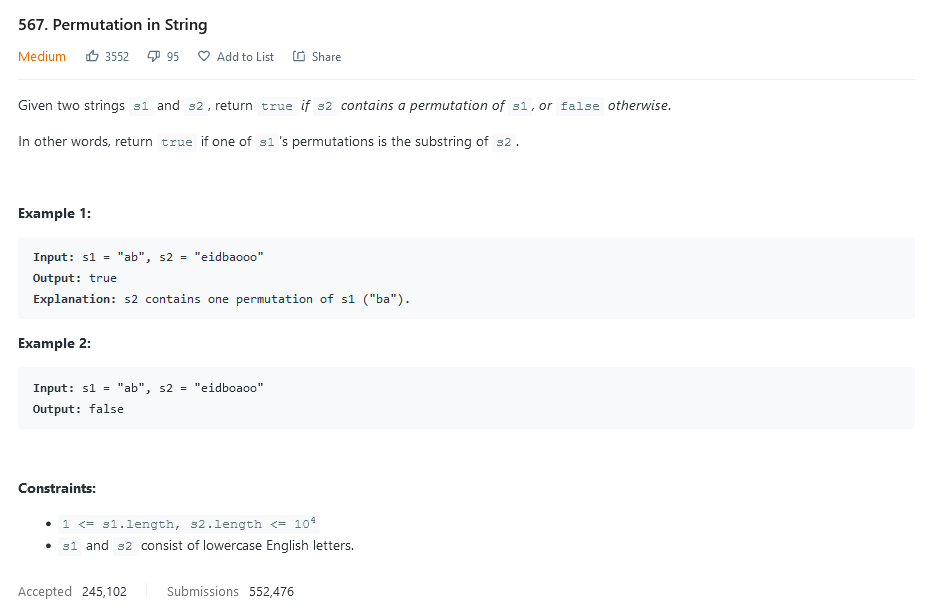 567. Permutation in String
Medium 3552 95 Add to List Share
Given two strings s1 and s2, return true if s2 contains a permutation of s1, or false otherwise.
In other words, return true if one of s1's permutations is the substring of s2.
Example 1:
Input: s1 = "ab", s2 = "eidbaooo"
Output: true
Explanation: s2 contains one permutation of s1 ("ba").
Example 2:
Input: s1 = "ab", s2 = "eidboaoo"
Output: false
Constraints:
• 1 <= s1.length, s2.length <= 10⁴
• s1 and s2 consist of lowercase English letters.
Accepted 245,102 Submissions 552,476